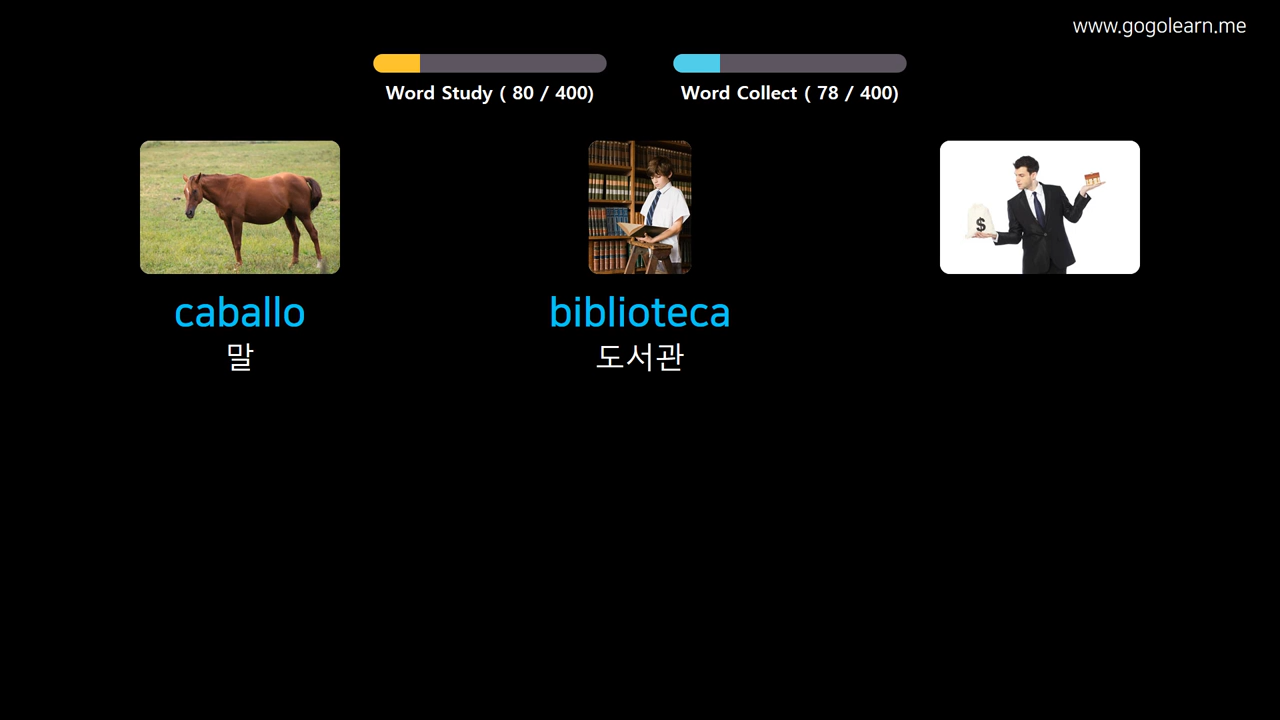 www.gogolearn.me
Word Study ( 80 / 400)
Word Collect ( 78 / 400)
caballo
말
biblioteca
도서관
$